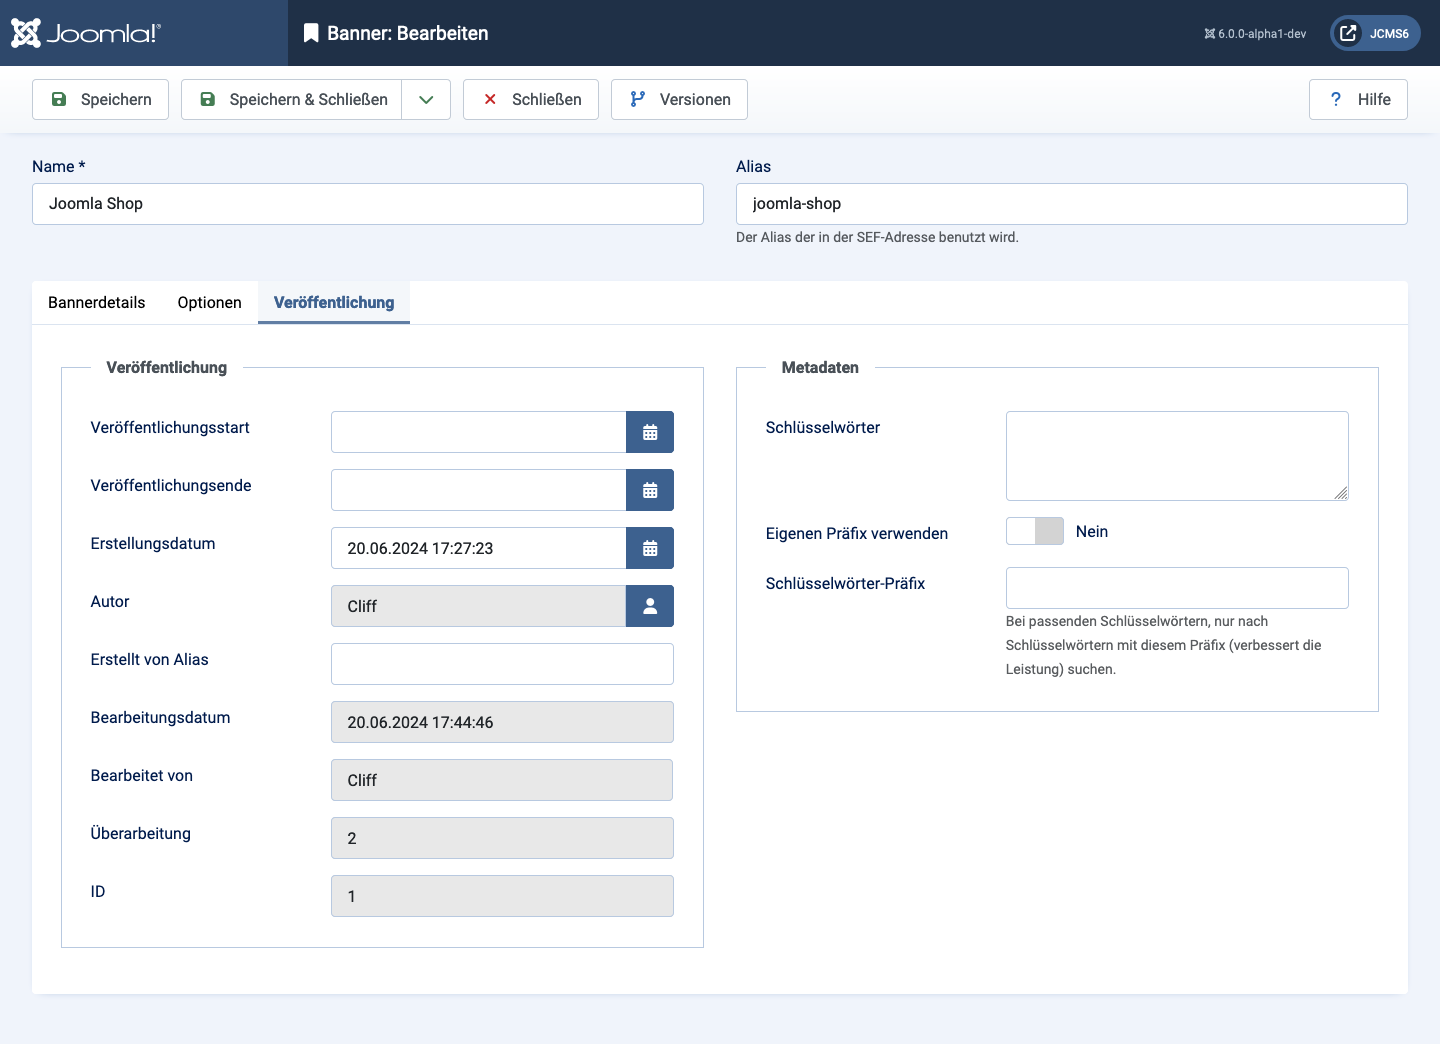 Joomla!®
Banner: Bearbeiten
6.0.0-alpha1-dev
JCMS6
Speichern
Speichern & Schließen
Schließen
Versionen
? Hilfe
Name *
Joomla Shop
Alias
joomla-shop
Der Alias der in der SEF-Adresse benutzt wird.
Bannerdetails
Optionen
Veröffentlichung
Veröffentlichung
Veröffentlichungsstart
Veröffentlichungsende
Erstellungsdatum
20.06.2024 17:27:23
Autor
Cliff
Erstellt von Alias
Bearbeitungsdatum
20.06.2024 17:44:46
Bearbeitet von
Cliff
Überarbeitung
2
ID
1
Metadaten
Schlüsselwörter
Eigenen Präfix verwenden
Nein
Schlüsselwörter-Präfix
Bei passenden Schlüsselwörtern, nur nach
Schlüsselwörtern mit diesem Präfix (verbessert die
Leistung) suchen.